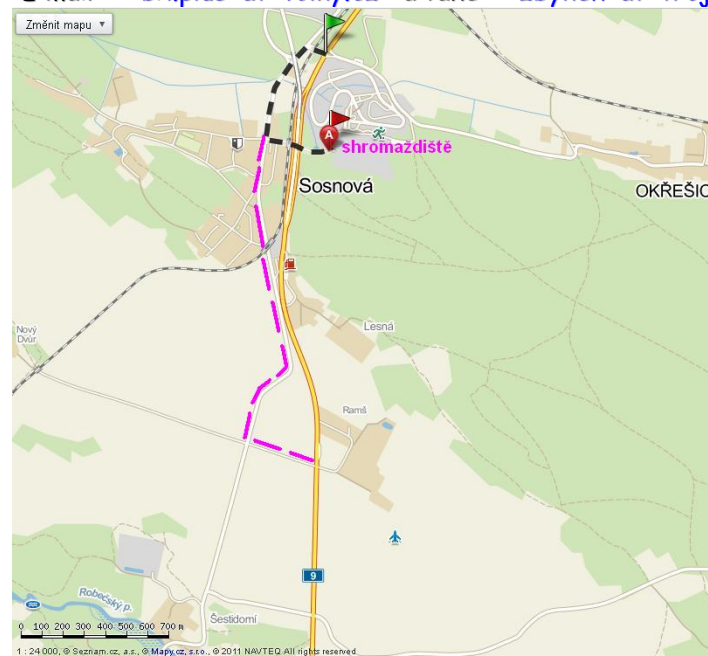 Změnit mapu ▼
A
shromaždiště
Sosnová
OKŘEŠIC
Nový Dvůr
Lesná
Ramš
9
Robečský p.
Šestidomí
0 100 200 300 400 500 600 700 m
1 : 24 000, © Seznam.cz, a.s., © Mapy.cz, s.r.o., © 2011 NAVTEQ All rights reserved